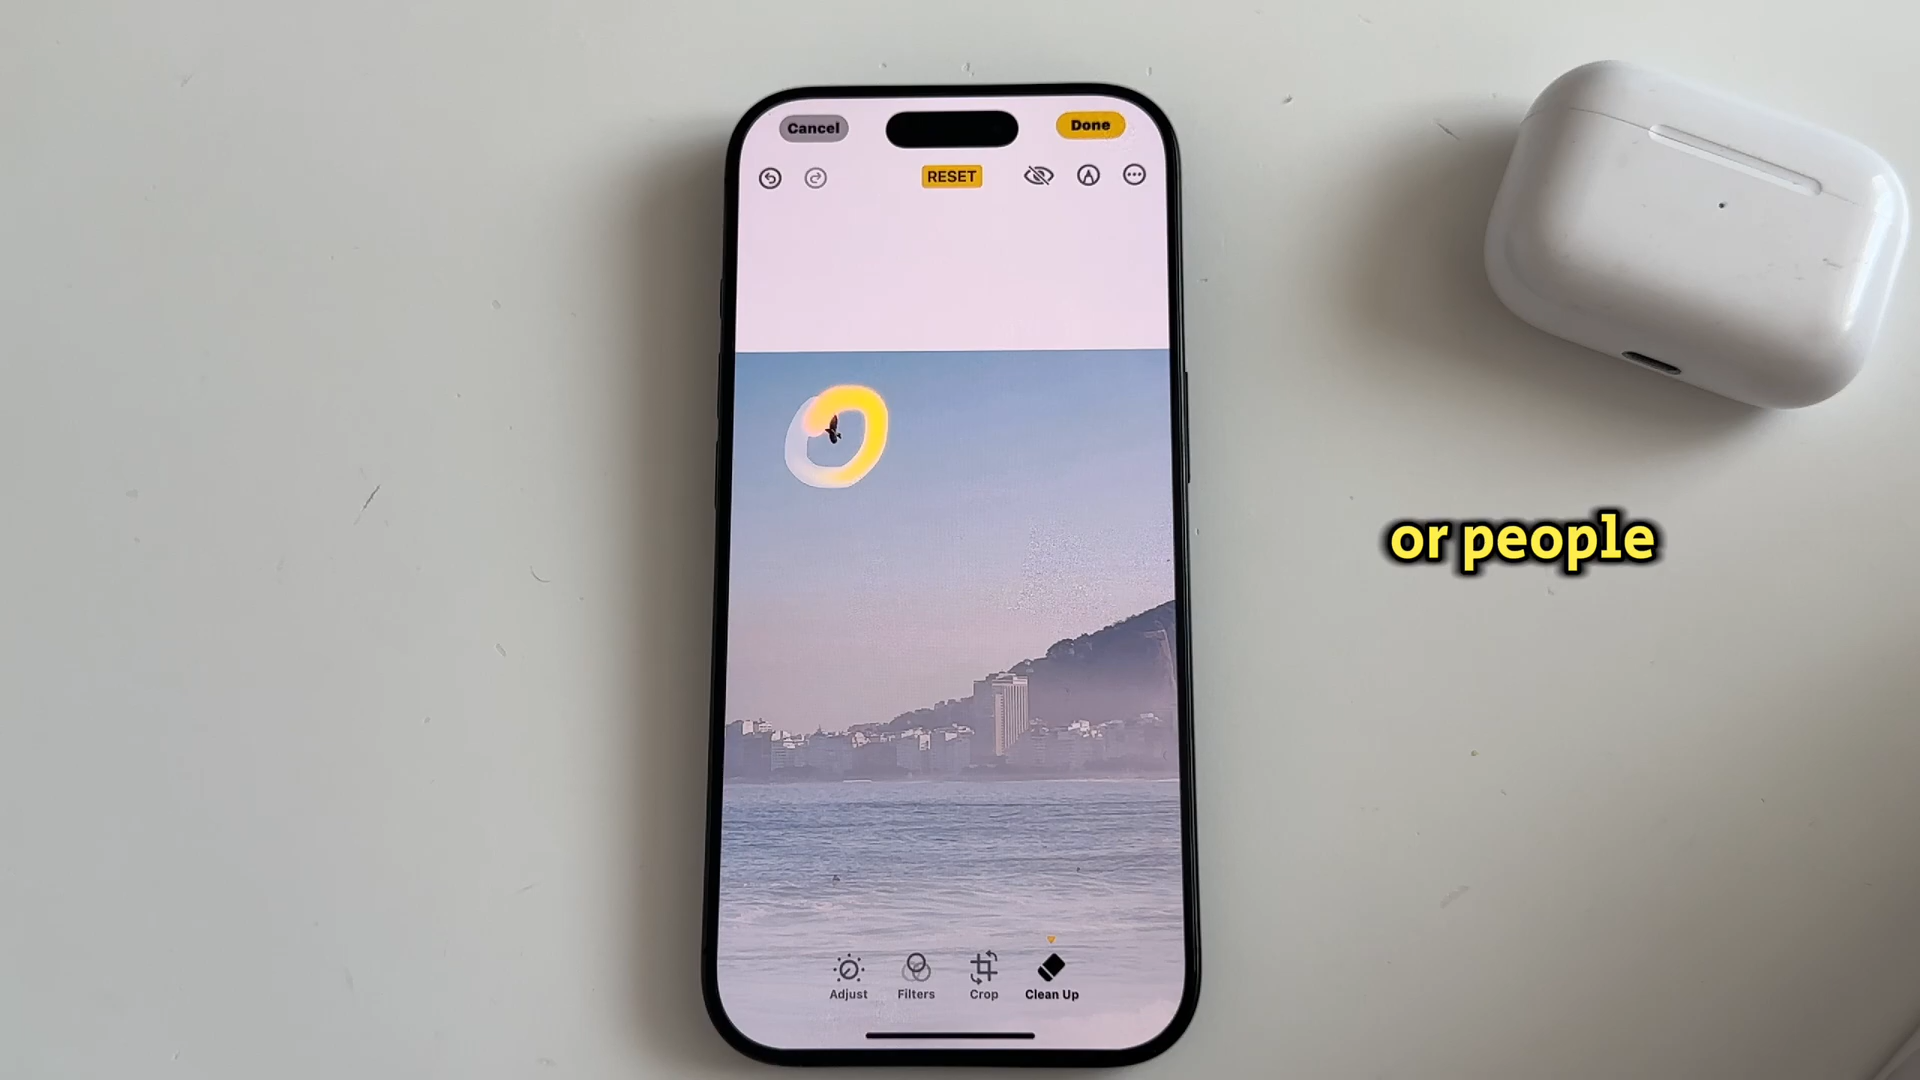 Cancel
Done
RESET
or people
Adjust
Filters
Crop
Clean Up